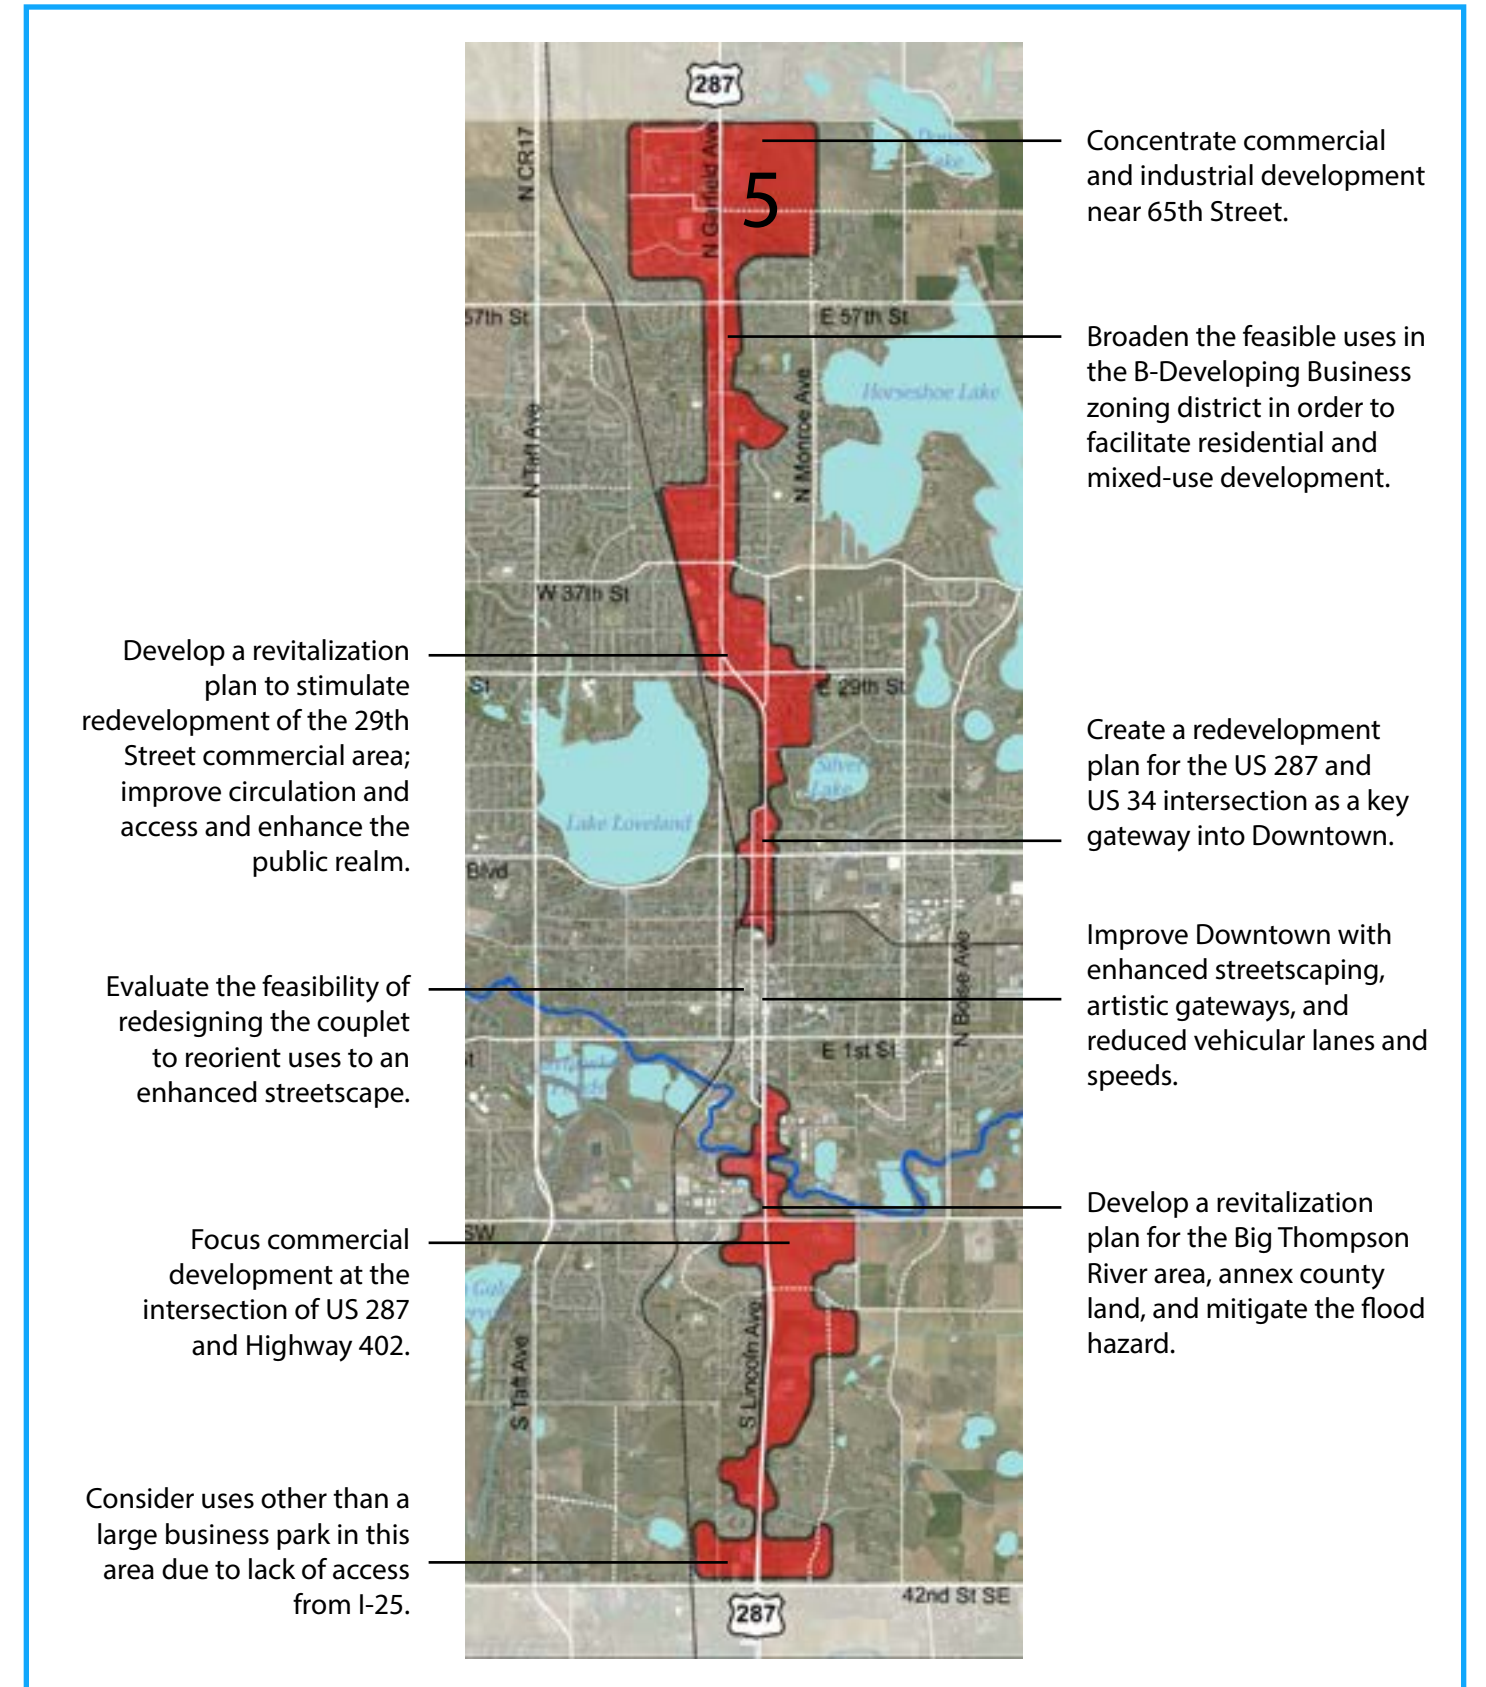 287
N CR17
N Garfield Ave
5
Concentrate commercial
and industrial development
near 65th Street.
57th St
E 57th St
Broaden the feasible uses in
the B-Developing Business
zoning district in order to
facilitate residential and
mixed-use development.
Horseshoe Lake
N Taft Ave
N Monroe Ave
W 37th St
Develop a revitalization
plan to stimulate
redevelopment of the 29th
Street commercial area;
improve circulation and
access and enhance the
public realm.
St
E 29th St
Silver
Lake
Lake Loveland
Create a redevelopment
plan for the US 287 and
US 34 intersection as a key
gateway into Downtown.
Blvd
Improve Downtown with
enhanced streetscaping,
artistic gateways, and
reduced vehicular lanes and
speeds.
N Boise Ave
Evaluate the feasibility of
redesigning the couplet
to reorient uses to an
enhanced streetscape.
E 1st St
Develop a revitalization
plan for the Big Thompson
River area, annex county
land, and mitigate the flood
hazard.
SW
Focus commercial
development at the
intersection of US 287
and Highway 402.
S Lincoln Ave
S Taft Ave
Consider uses other than a
large business park in this
area due to lack of access
from I-25.
42nd St SE
287